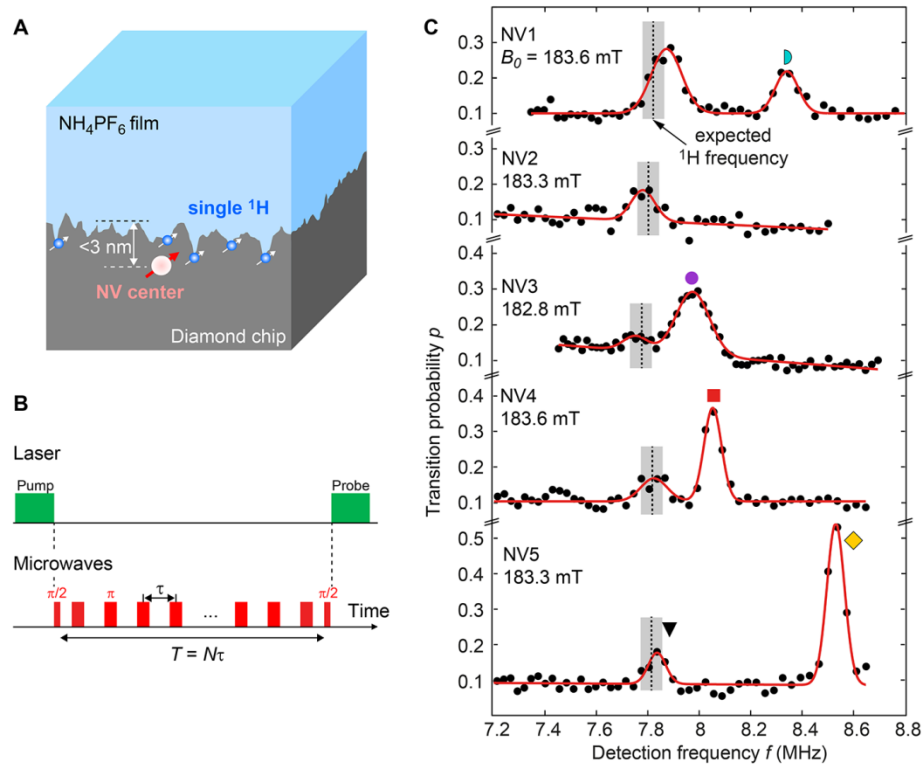 A
NH₄PF₆ film
single ¹H
<3 nm
NV center
Diamond chip
B
Laser
Pump
Probe
Microwaves
π/2
π
τ
...
π/2
Time
T = Nτ
C
NV1
B₀ = 183.6 mT
expected
¹H frequency
NV2
183.3 mT
NV3
182.8 mT
NV4
183.6 mT
NV5
183.3 mT
Transition probability p
0.3
0.2
0.1
0.2
0.1
0.3
0.2
0.1
0.4
0.3
0.2
0.1
0.5
0.4
0.3
0.2
0.1
7.2 7.4 7.6 7.8 8 8.2 8.4 8.6 8.8
Detection frequency f (MHz)